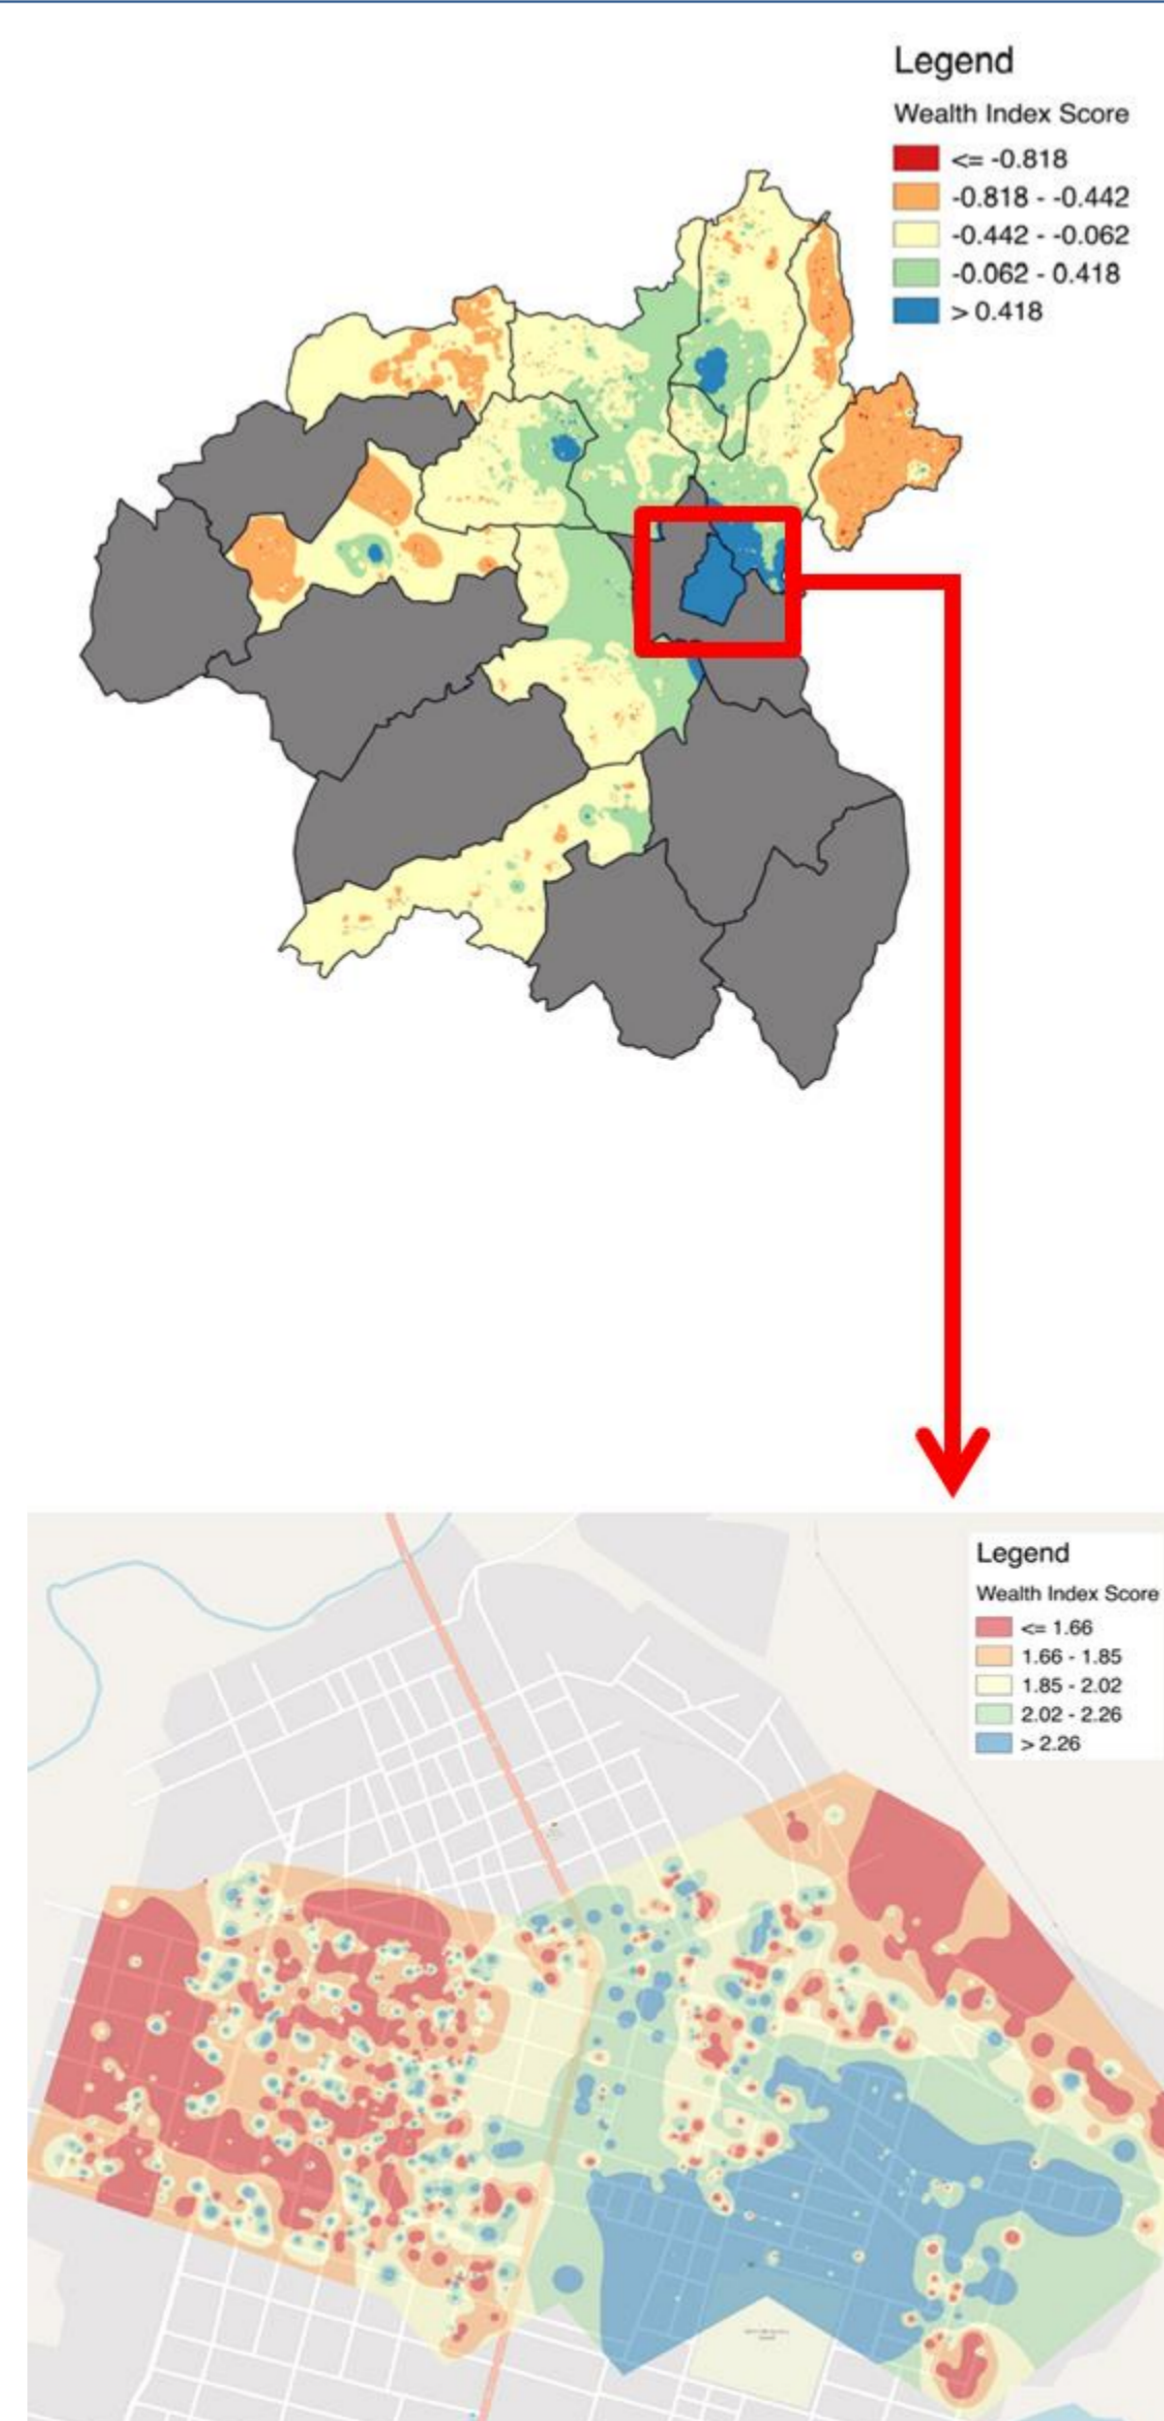 Legend
Wealth Index Score
<= -0.818
-0.818 - -0.442
-0.442 - -0.062
-0.062 - 0.418
> 0.418
Legend
Wealth Index Score
<= 1.66
1.66 - 1.85
1.85 - 2.02
2.02 - 2.26
> 2.26